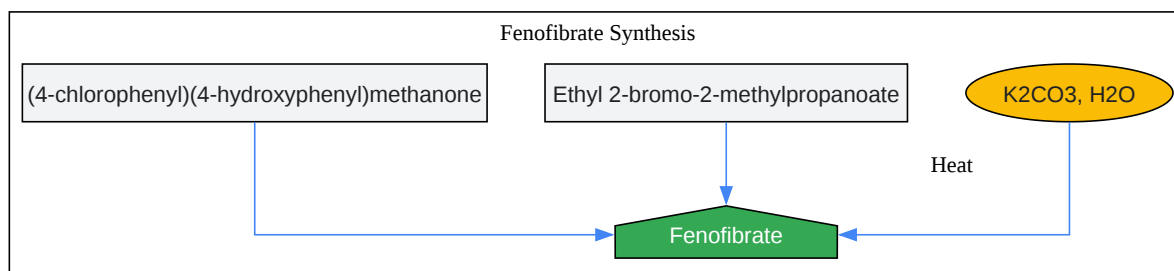 Fenofibrate Synthesis
(4-chlorophenyl)(4-hydroxyphenyl)methanone
Ethyl 2-bromo-2-methylpropanoate
K2CO3, H2O
Heat
Fenofibrate